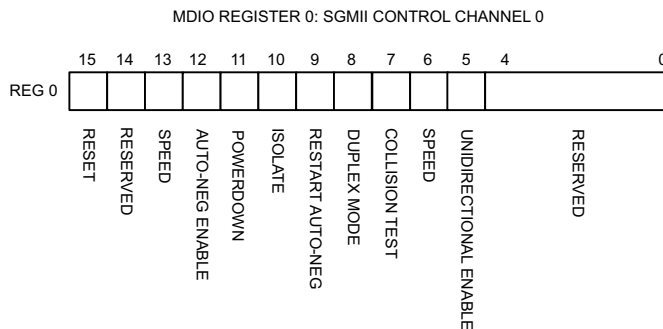 MDIO REGISTER 0: SGMII CONTROL CHANNEL 0
15 14 13 12 11 10 9 8 7 6 5 4 0
REG 0
RESET
RESERVED
SPEED
AUTO-NEG ENABLE
POWERDOWN
ISOLATE
RESTART AUTO-NEG
DUPLEX MODE
COLLISION TEST
SPEED
UNIDIRECTIONAL ENABLE
RESERVED